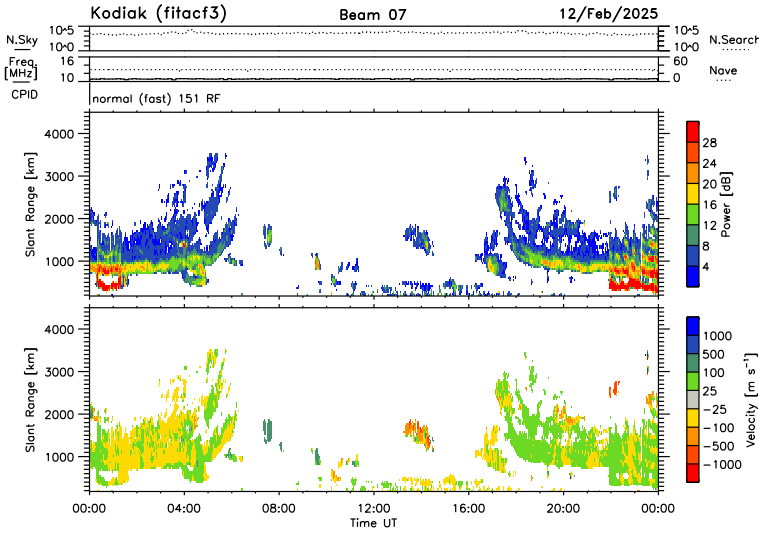 Kodiak (fitacf3) Beam 07 12/Feb/2025
N.Sky 10^5 10^0 10^5 10^0 N.Search
Freq. [MHz] 16 10 60 0 Nave
CPID normal (fast) 151 RF
Slant Range [km] 4000 3000 2000 1000
28 24 20 16 12 8 4 Power [dB]
Slant Range [km] 4000 3000 2000 1000
1000 500 100 25 -25 -100 -500 -1000 Velocity [m s^-1]
00:00 04:00 08:00 12:00 16:00 20:00 00:00
Time UT